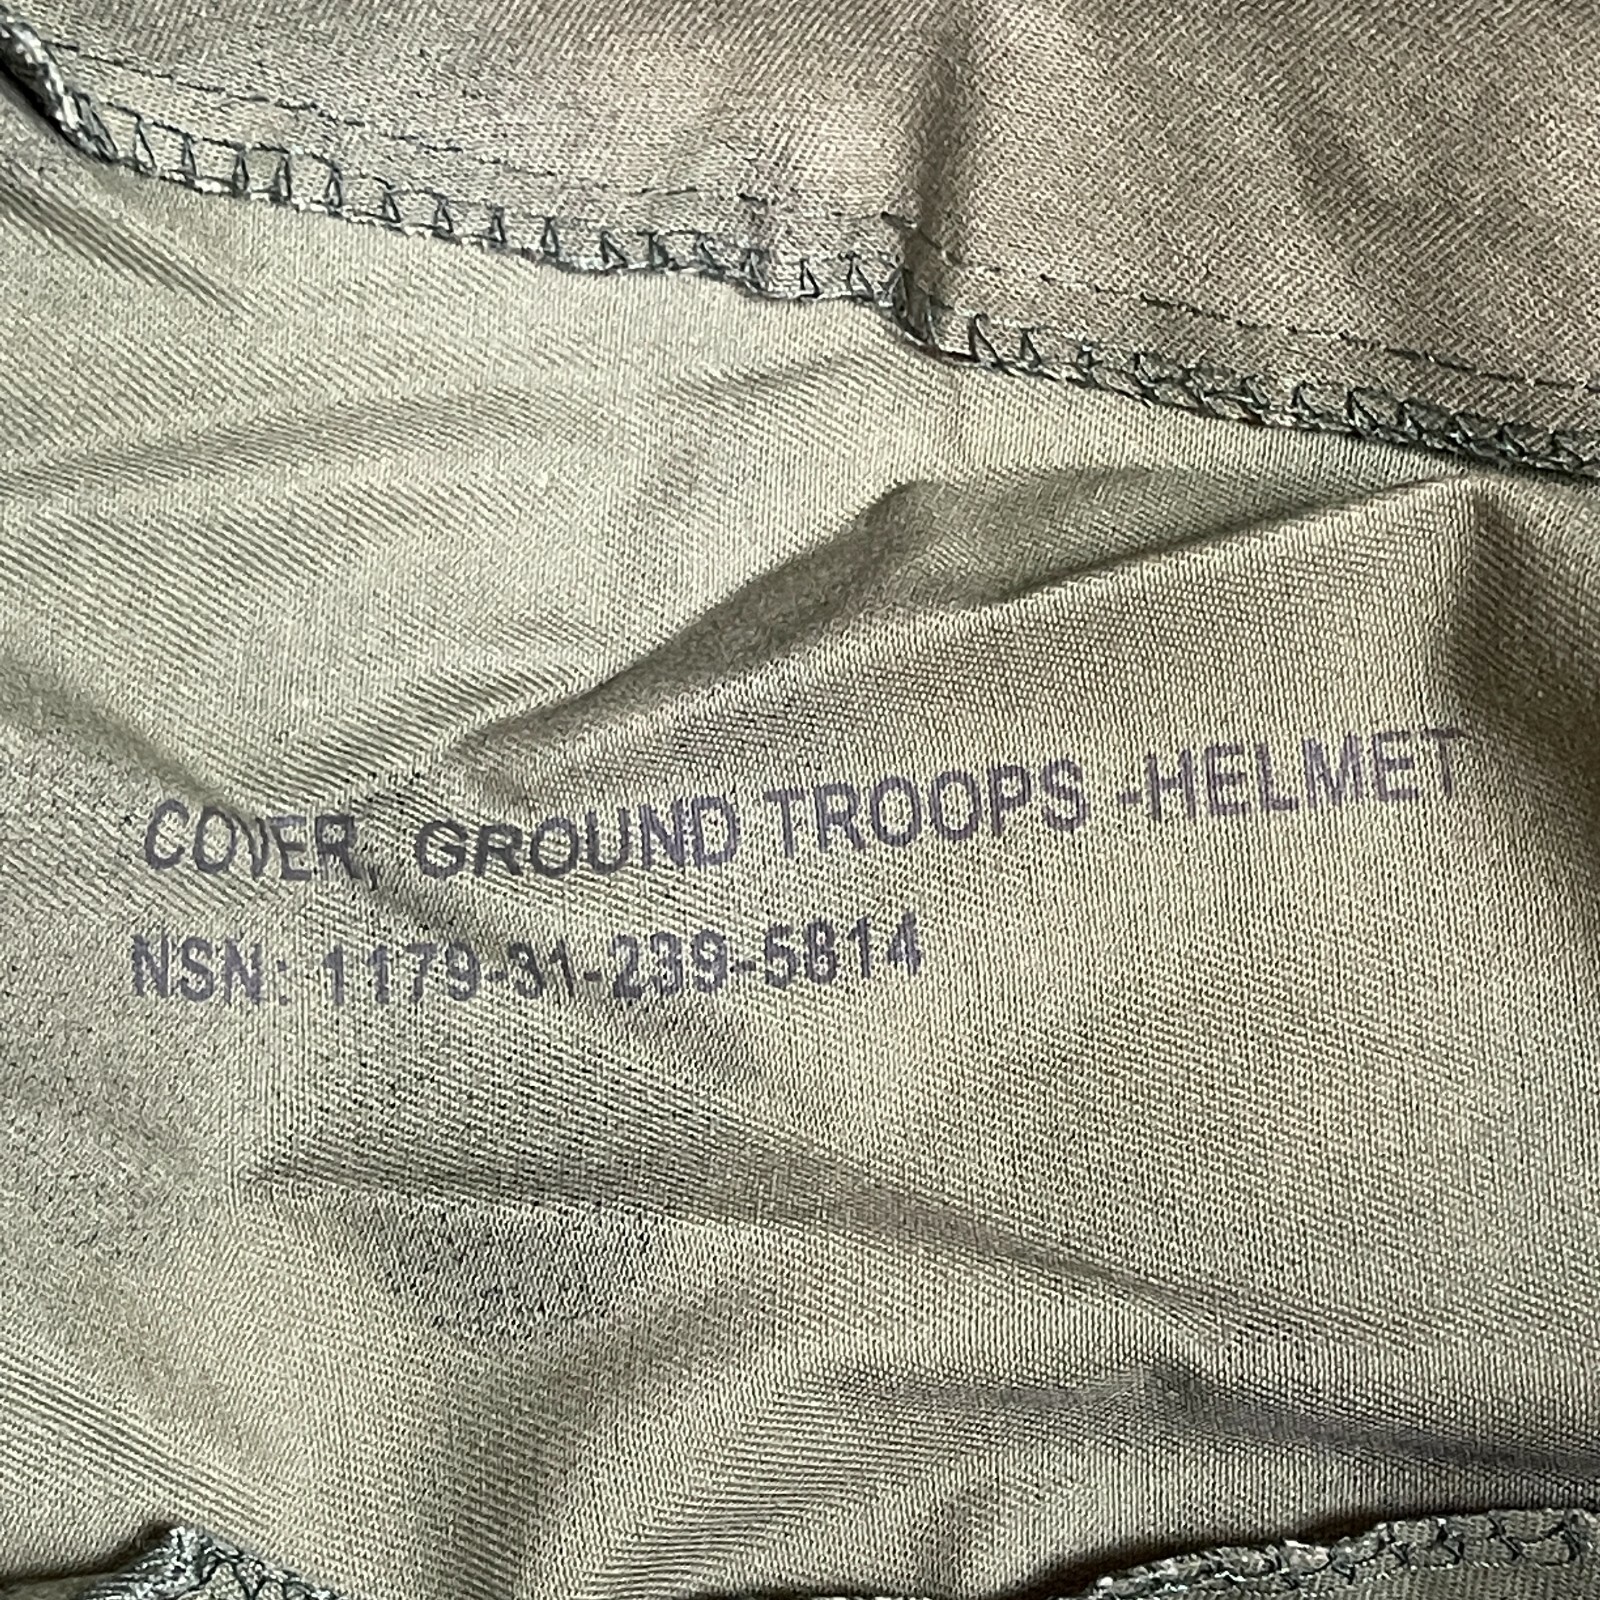 COVER, GROUND TROOPS -HELMET
NSN: 1179-31-239-5814